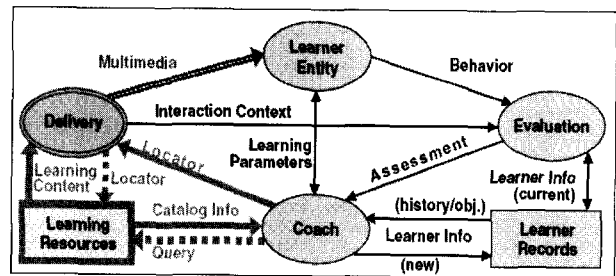 Learner
Entity
Multimedia
Behavior
Interaction Context
Delivery
Evaluation
Locator
Learning
Parameters
Assessment
Learning
Content
Locator
Learner Info
(current)
Learning
Resources
Catalog Info
Query
Coach
(history/obj.)
Learner Info
(new)
Learner
Records